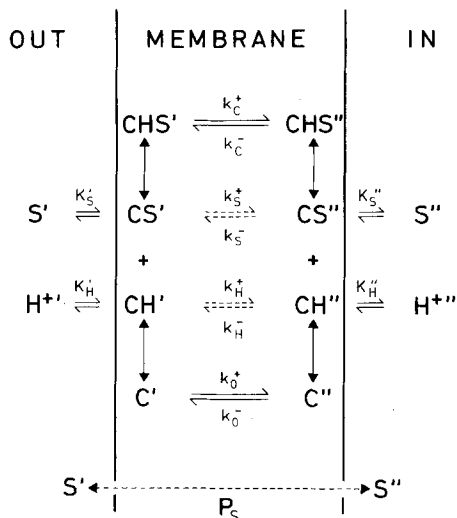 OUT MEMBRANE IN
k_C^+
CHS' CHS"
k_C^-
K_S' k_S^+ K_S"
S' CS' CS" S"
k_S^-
+ +
K_H' k_H^+ K_H"
H+' CH' CH" H+"
k_H^-
k_0^+
C' C"
k_0^-
S' S"
P_S